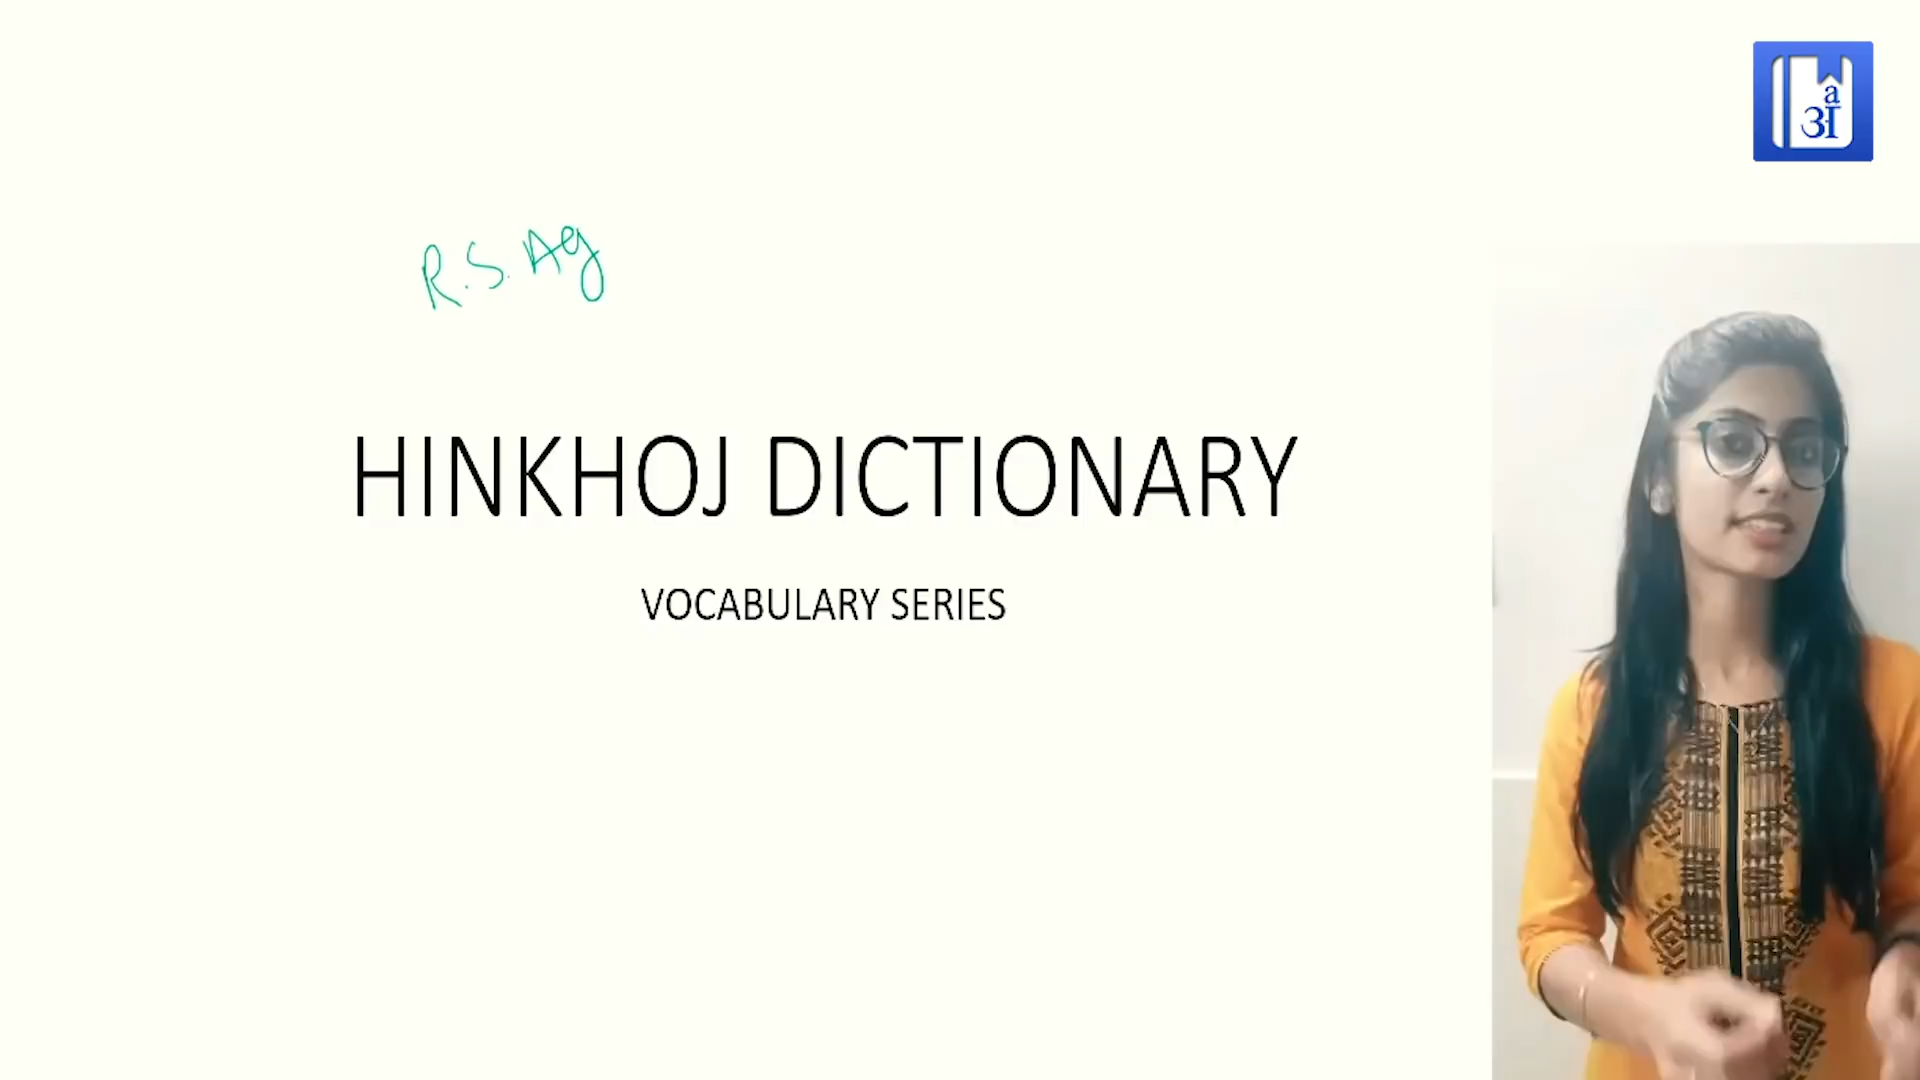 a
अ
R.S. Ag
HINKHOJ DICTIONARY
VOCABULARY SERIES